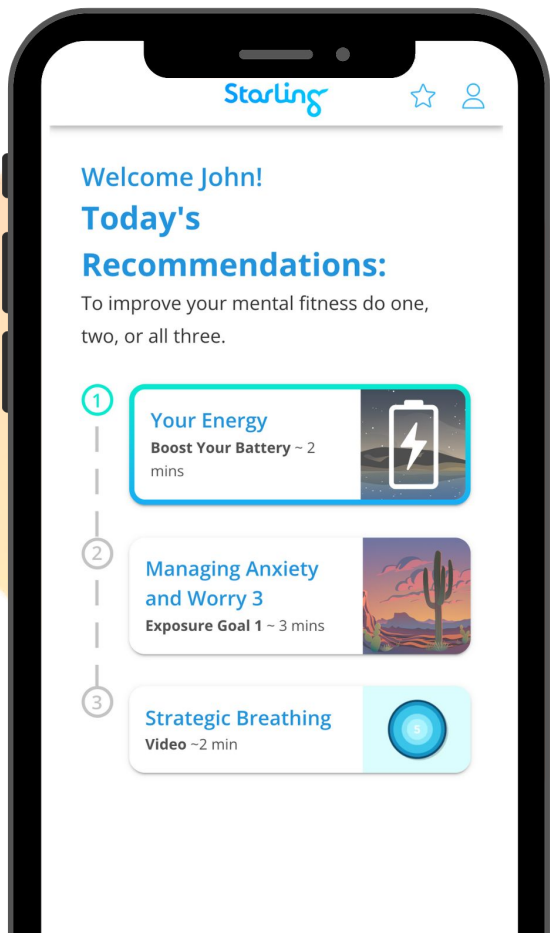 Starling
Welcome John!
Today's
Recommendations:
To improve your mental fitness do one,
two, or all three.
1
Your Energy
Boost Your Battery ~ 2
mins
2
Managing Anxiety
and Worry 3
Exposure Goal 1 ~ 3 mins
3
Strategic Breathing
Video ~2 min
S